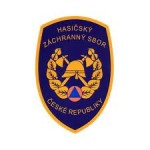 HASIČSKÝ
ZÁCHRANNÝ SBOR
ČESKÉ REPUBLIKY